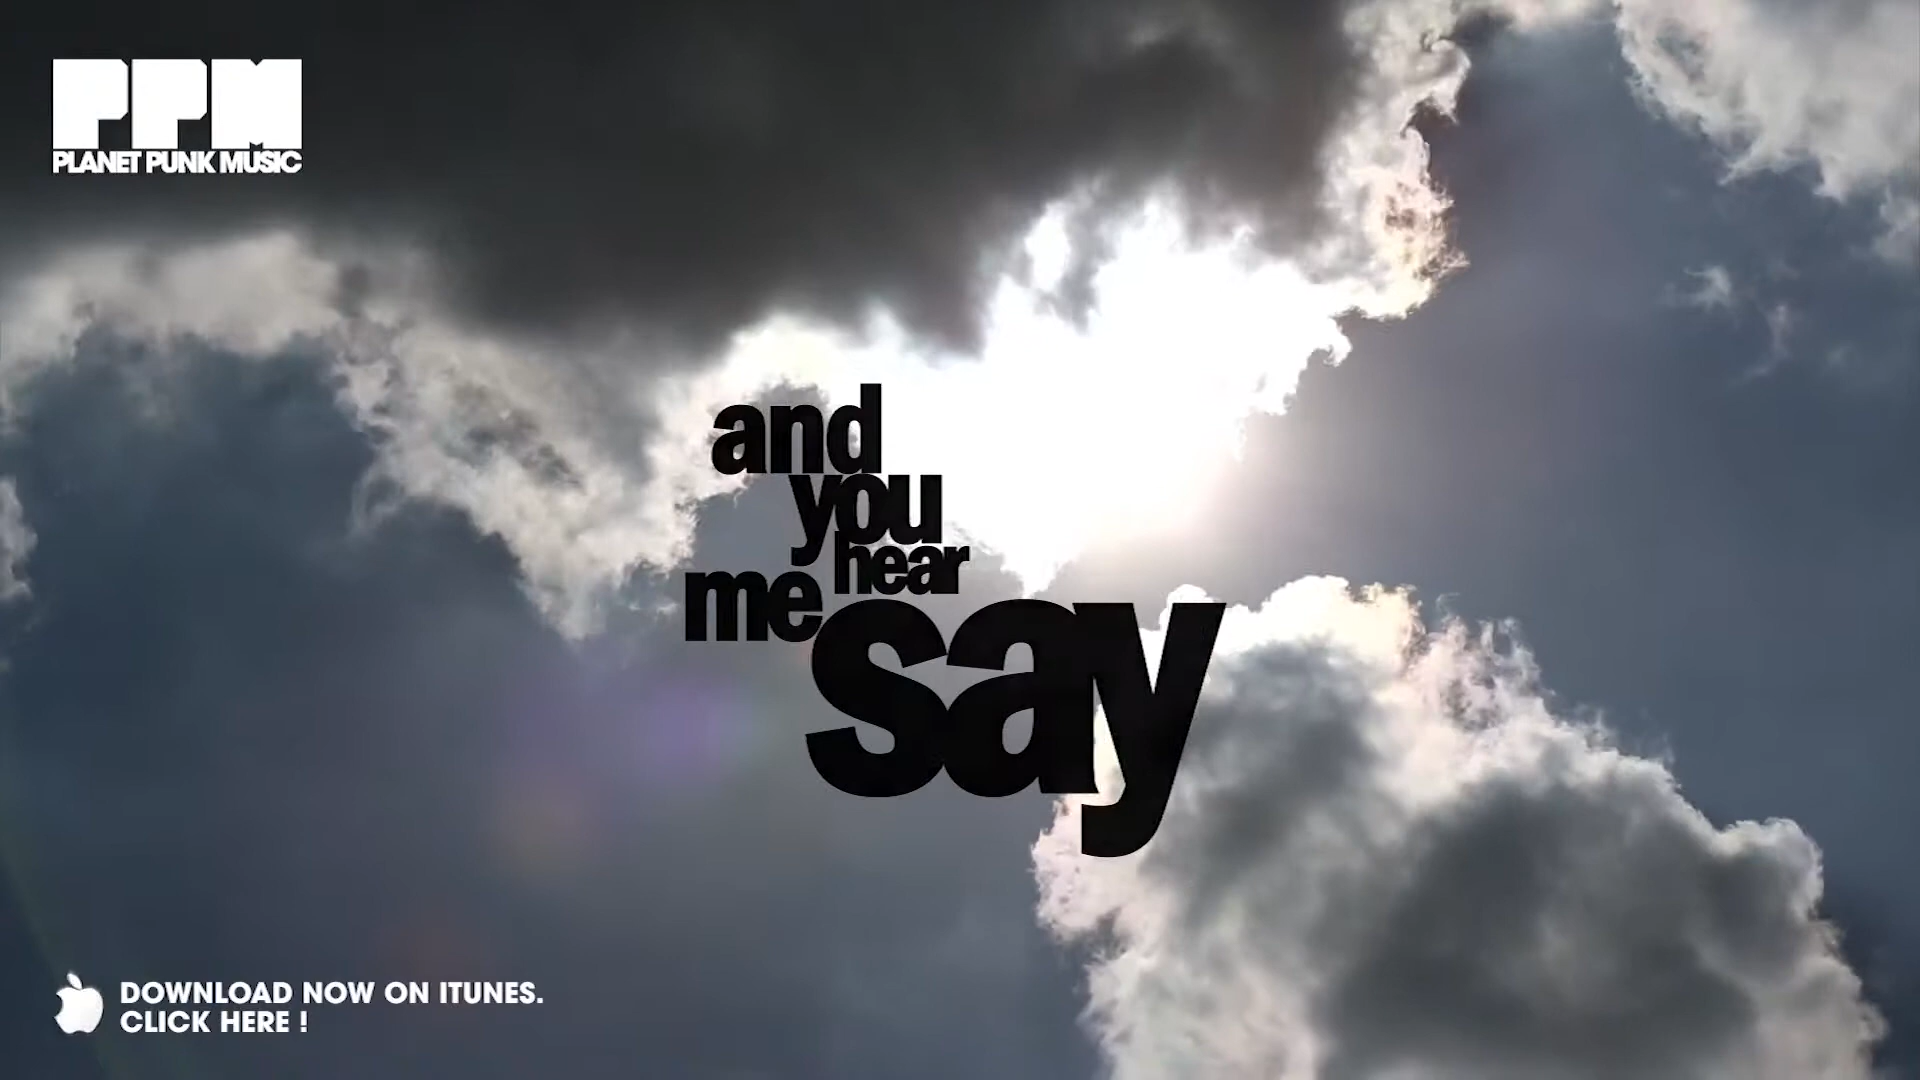 PPM
PLANET PUNK MUSIC
and
you
hear
me
say
DOWNLOAD NOW ON ITUNES.
CLICK HERE !